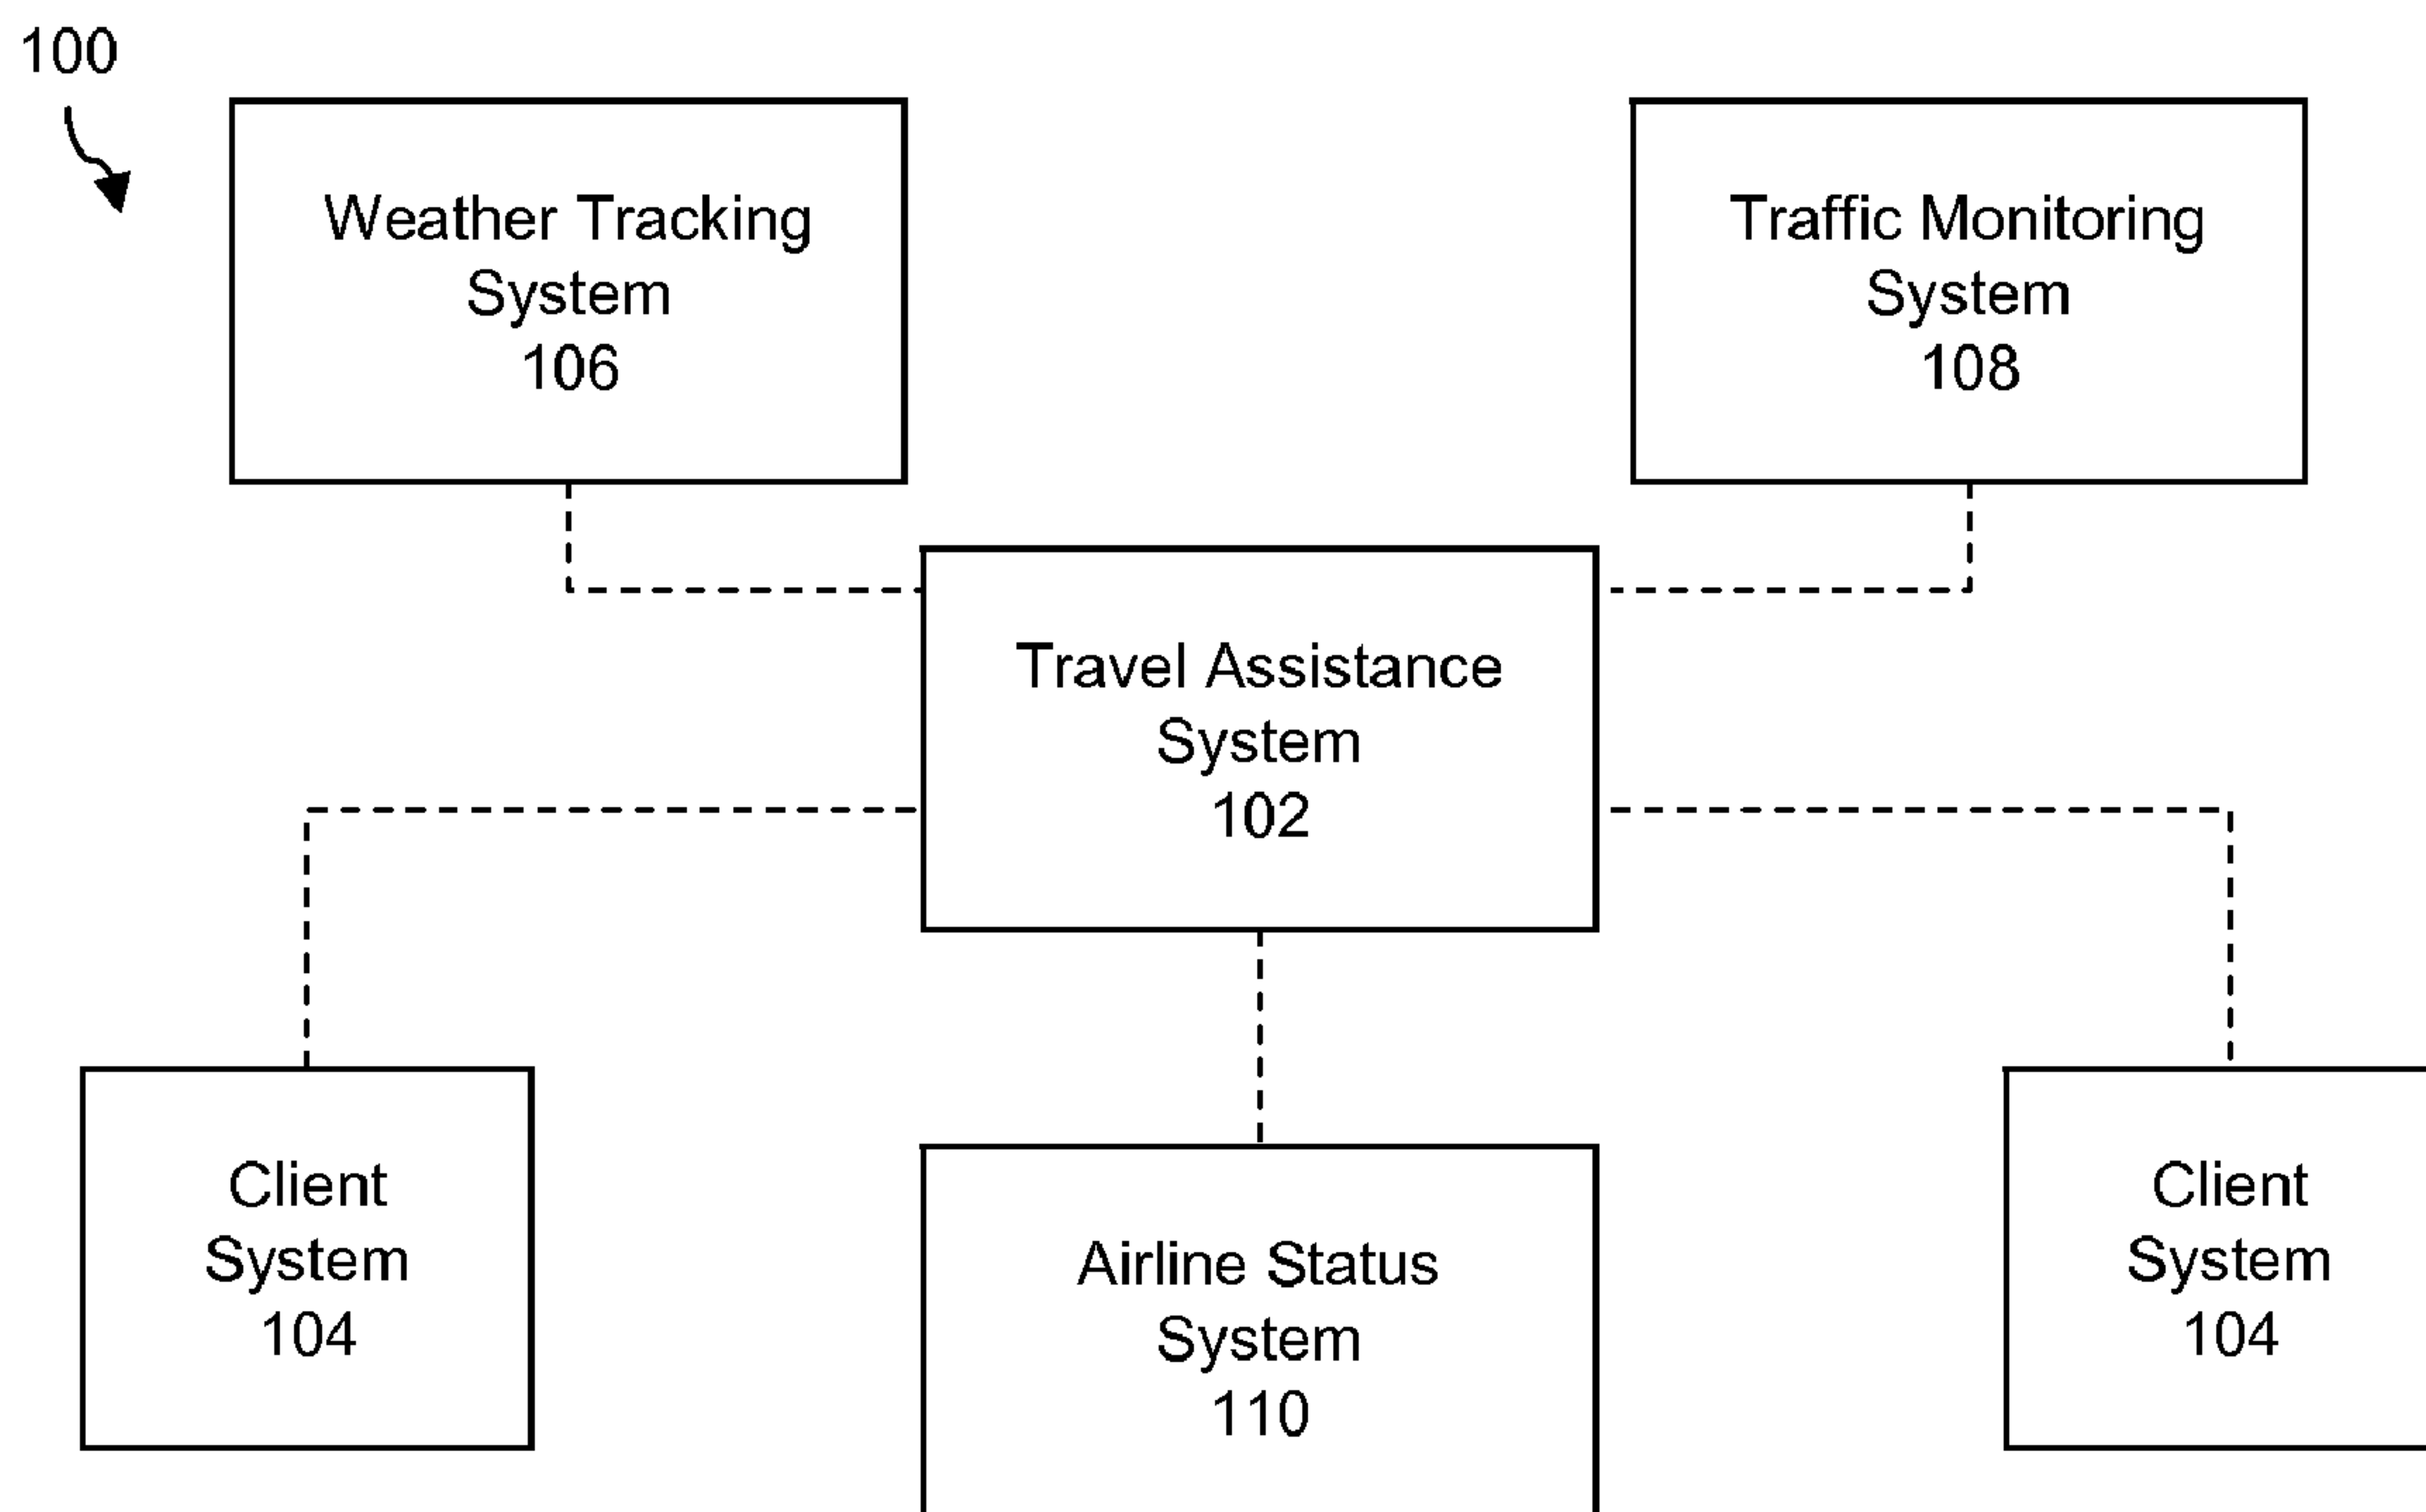 100
Weather Tracking
System
106
Traffic Monitoring
System
108
Travel Assistance
System
102
Client
System
104
Airline Status
System
110
Client
System
104